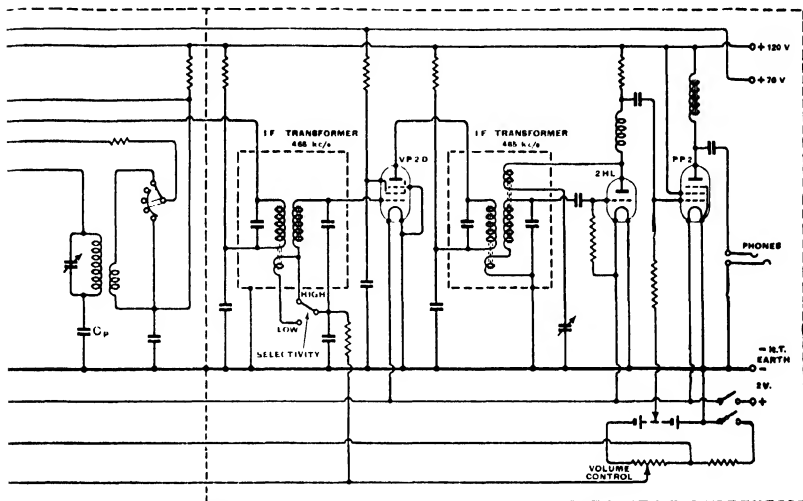 + 120 V
+ 70 V
I F TRANSFORMER
465 kc/s
VP2D
I F TRANSFORMER
465 kc/s
2HL
PP2
PHONES
Cp
HIGH
LOW
SELECTIVITY
- H.T.
EARTH
-
2V.
+
VOLUME
CONTROL